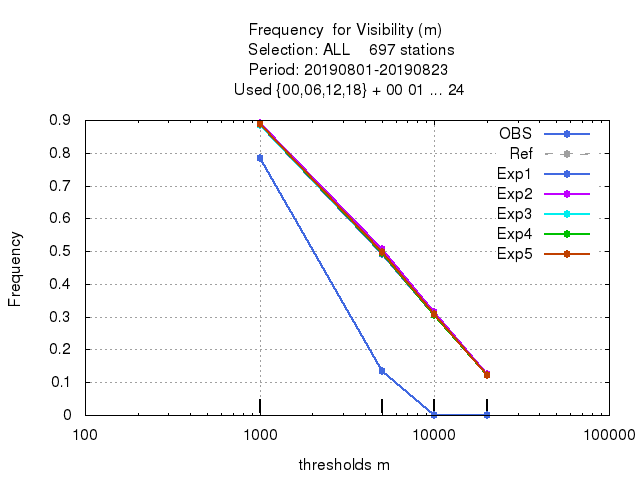 Frequency  for Visibility (m)
Selection: ALL    697 stations
Period: 20190801-20190823
Used {00,06,12,18} + 00 01 ... 24
0.9
0.8
0.7
0.6
0.5
0.4
0.3
0.2
0.1
0
Frequency
OBS
Ref
Exp1
Exp2
Exp3
Exp4
Exp5
100
1000
10000
100000
thresholds m